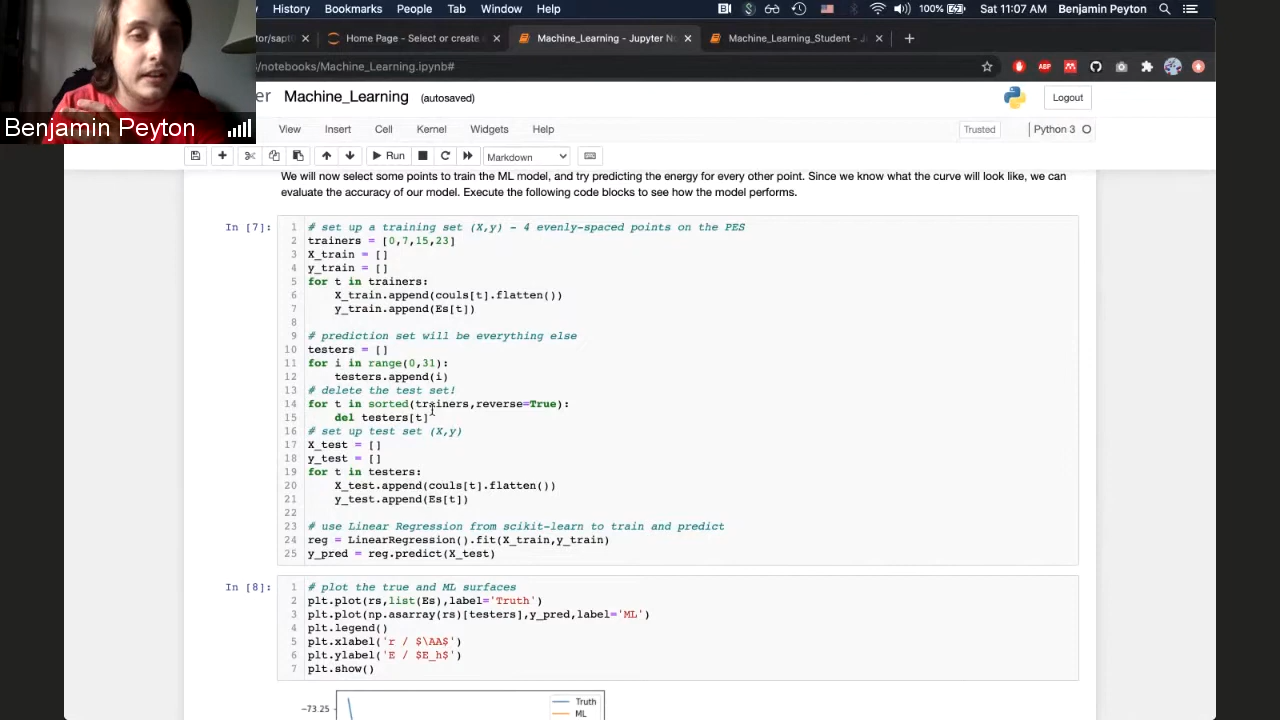 Bookmarks People Tab Window Help 100% Sat 11:07 AM Benjamin Peyton
Home Page - Select or create Machine_Learning - Jupyter No Machine_Learning_Student - J
s/notebooks/Machine_Learning.ipynb#
Machine_Learning (autosaved) Logout
Benjamin Peyton
View Insert Cell Kernel Widgets Help Trusted Python 3
Run Markdown
We will now select some points to train the ML model, and try predicting the energy for every other point. Since we know what the curve will look like, we can
evaluate the accuracy of our model. Execute the following code blocks to see how the model performs.
In [7]:
1 # set up a training set (X,y) - 4 evenly-spaced points on the PES
2 trainers = [0,7,15,23]
3 X_train = []
4 y_train = []
5 for t in trainers:
6 X_train.append(couls[t].flatten())
7 y_train.append(Es[t])
8
9 # prediction set will be everything else
10 testers = []
11 for i in range(0,31):
12 testers.append(i)
13 # delete the test set!
14 for t in sorted(trainers,reverse=True):
15 del testers[t]
16 # set up test set (X,y)
17 X_test = []
18 y_test = []
19 for t in testers:
20 X_test.append(couls[t].flatten())
21 y_test.append(Es[t])
22
23 # use Linear Regression from scikit-learn to train and predict
24 reg = LinearRegression().fit(X_train,y_train)
25 y_pred = reg.predict(X_test)
In [8]:
1 # plot the true and ML surfaces
2 plt.plot(rs,list(Es),label='Truth')
3 plt.plot(np.asarray(rs)[testers],y_pred,label='ML')
4 plt.legend()
5 plt.xlabel('r / $\AA$')
6 plt.ylabel('E / $E_h$')
7 plt.show()
-73.25
Truth
ML